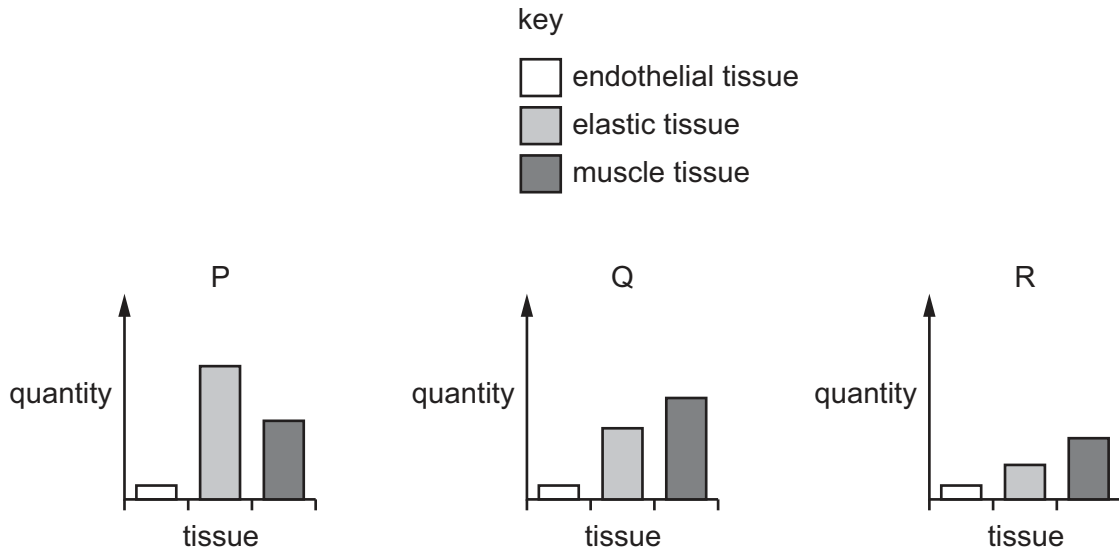 key
endothelial tissue
elastic tissue
muscle tissue
P
quantity
tissue
Q
quantity
tissue
R
quantity
tissue